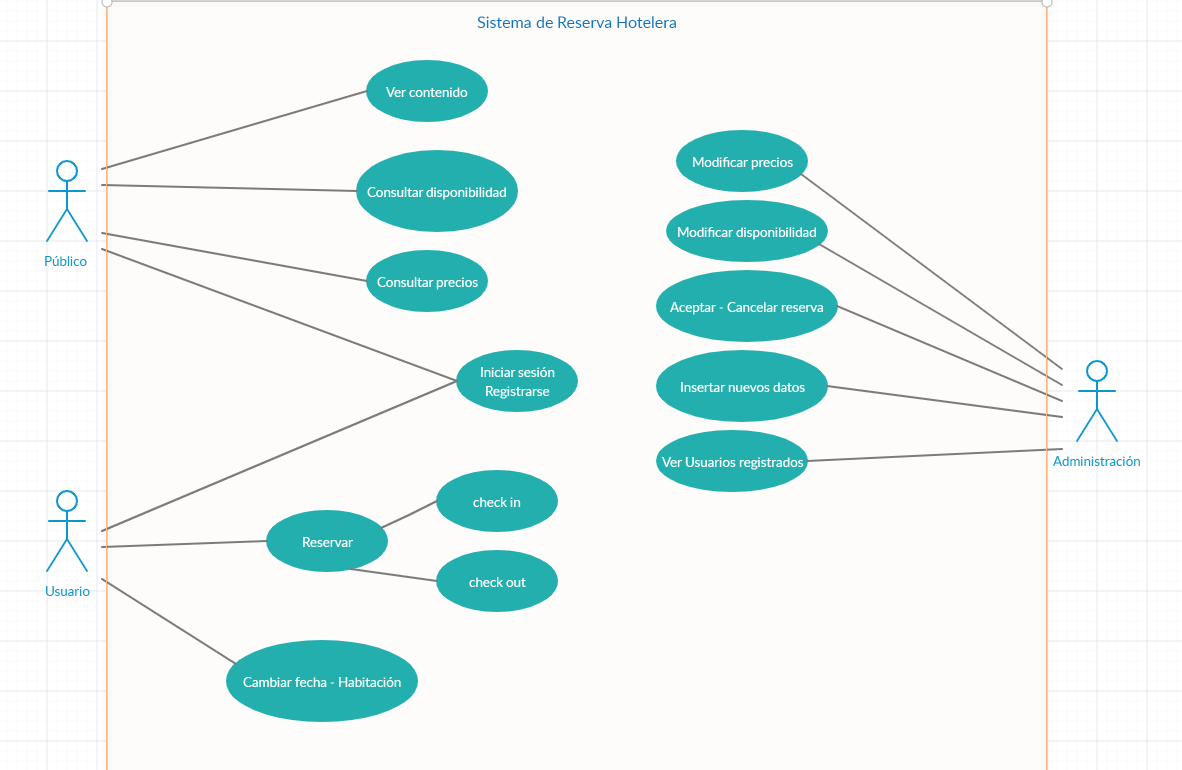 Sistema de Reserva Hotelera
Ver contenido
Consultar disponibilidad
Consultar precios
Iniciar sesión
Registrarse
check in
Reservar
check out
Cambiar fecha - Habitación
Modificar precios
Modificar disponibilidad
Aceptar - Cancelar reserva
Insertar nuevos datos
Ver Usuarios registrados
Público
Usuario
Administración